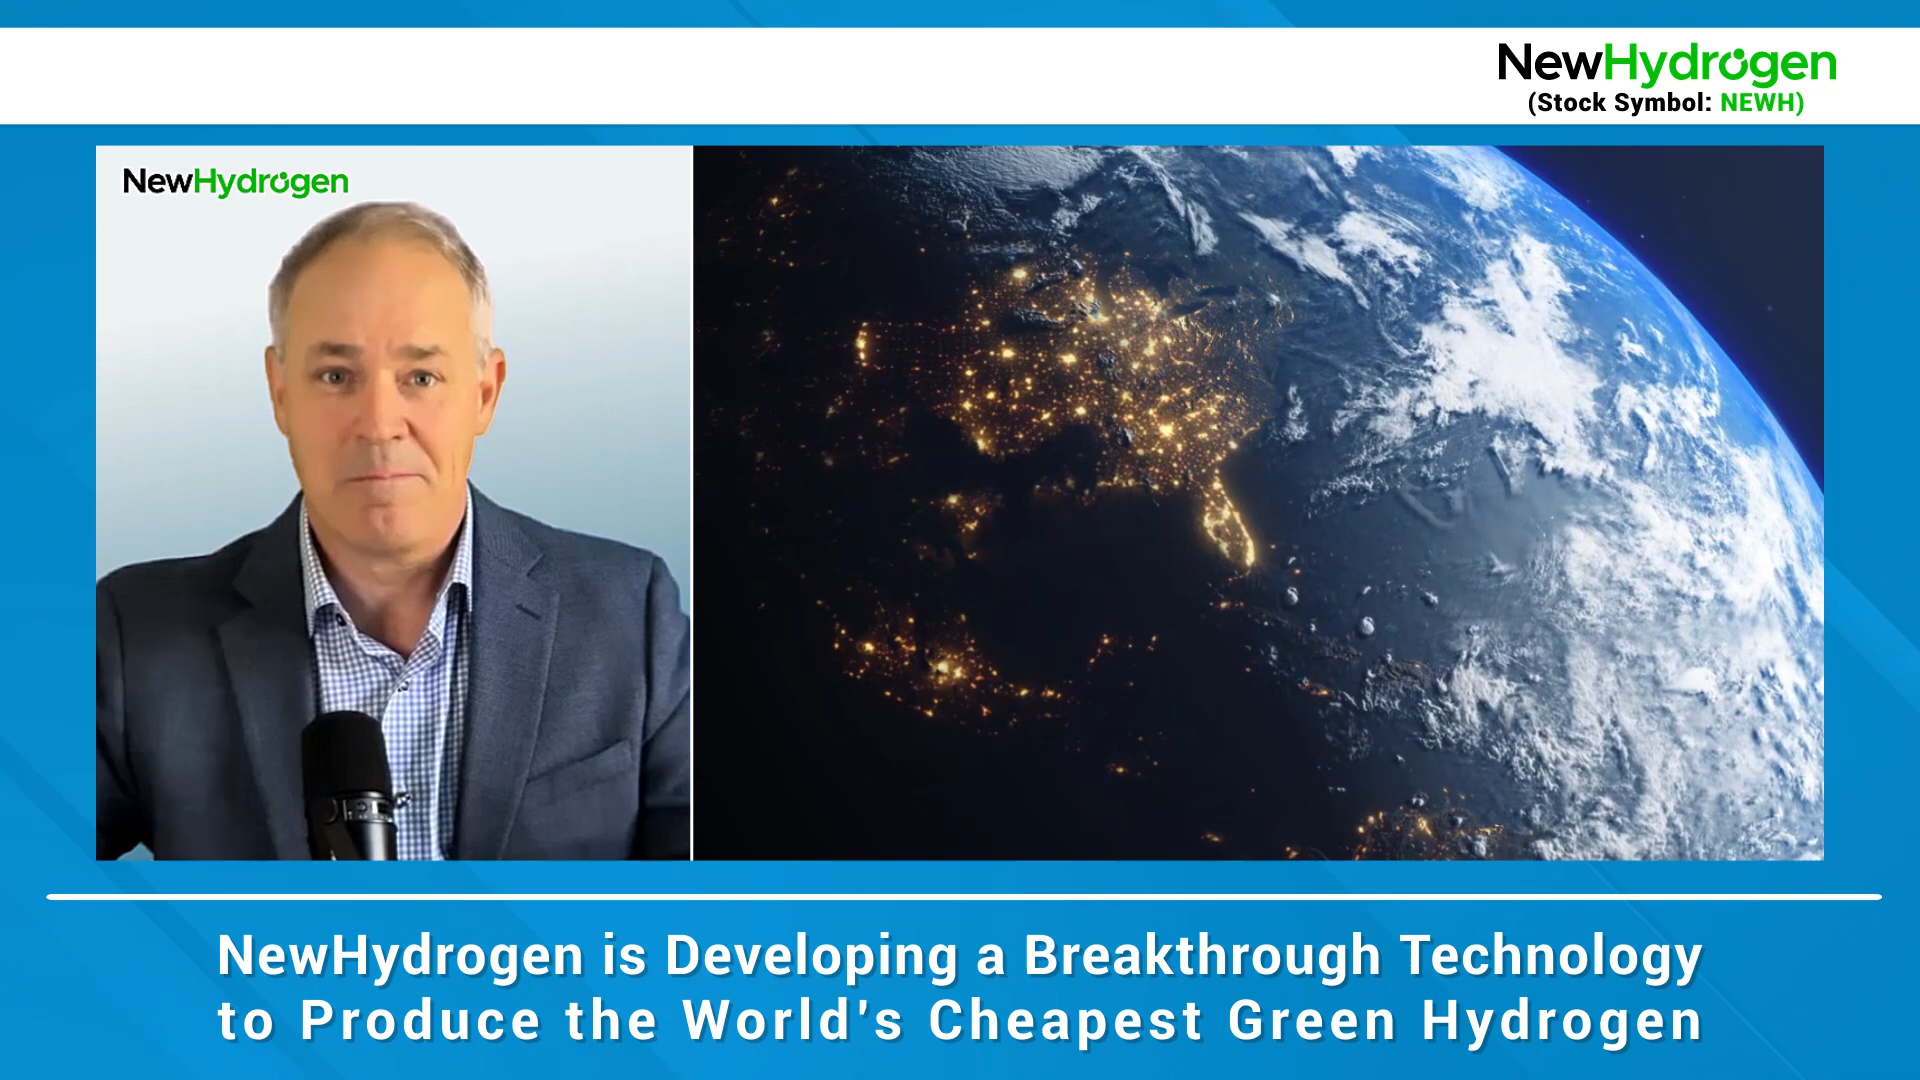 NewHydrogen
(Stock Symbol: NEWH)
NewHydrogen
NewHydrogen is Developing a Breakthrough Technology
to Produce the World's Cheapest Green Hydrogen